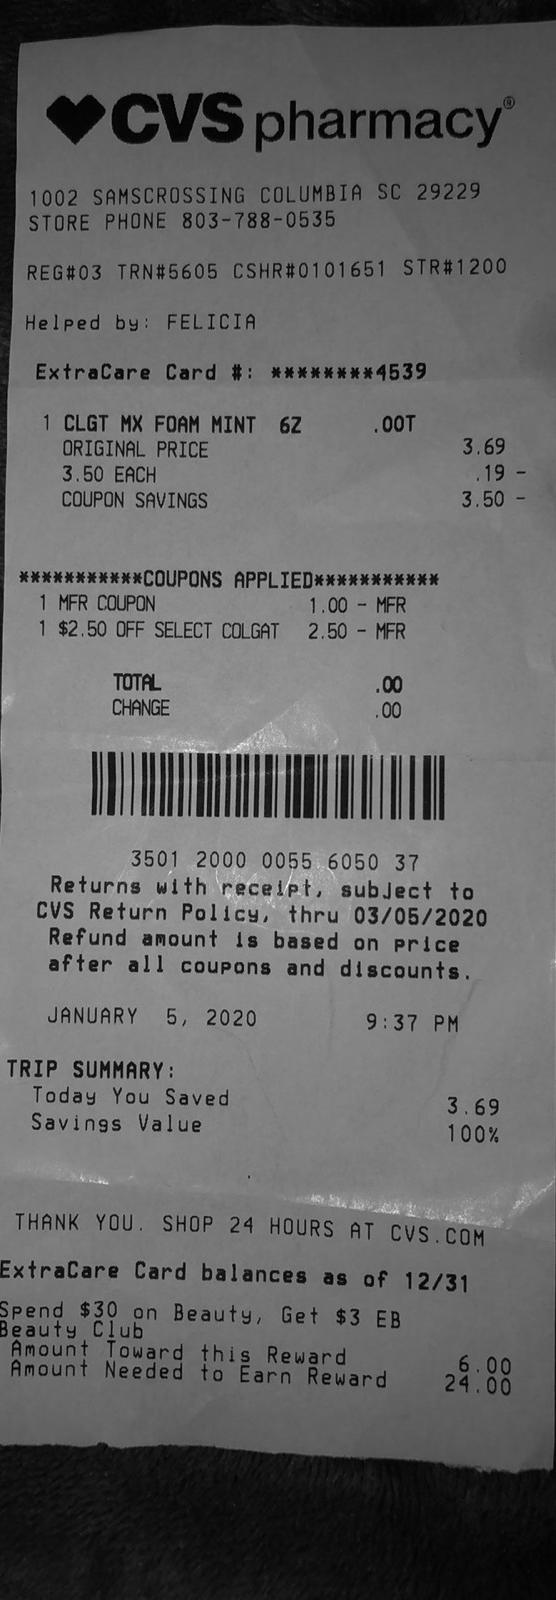 CVS pharmacy®
1002 SAMSCROSSING COLUMBIA SC 29229
STORE PHONE 803-788-0535
REG#03 TRN#5605 CSHR#0101651 STR#1200
Helped by: FELICIA
ExtraCare Card #: ********4539
1 CLGT MX FOAM MINT 6Z .00T
ORIGINAL PRICE 3.69
3.50 EACH .19 -
COUPON SAVINGS 3.50 -
***********COUPONS APPLIED***********
1 MFR COUPON 1.00 - MFR
1 $2.50 OFF SELECT COLGAT 2.50 - MFR
TOTAL .00
CHANGE .00
3501 2000 0055 6050 37
Returns with receipt, subject to
CVS Return Policy, thru 03/05/2020
Refund amount is based on price
after all coupons and discounts.
JANUARY 5, 2020 9:37 PM
TRIP SUMMARY:
Today You Saved 3.69
Savings Value 100%
THANK YOU. SHOP 24 HOURS AT CVS.COM
ExtraCare Card balances as of 12/31
Spend $30 on Beauty, Get $3 EB
Beauty Club
Amount Toward this Reward 6.00
Amount Needed to Earn Reward 24.00